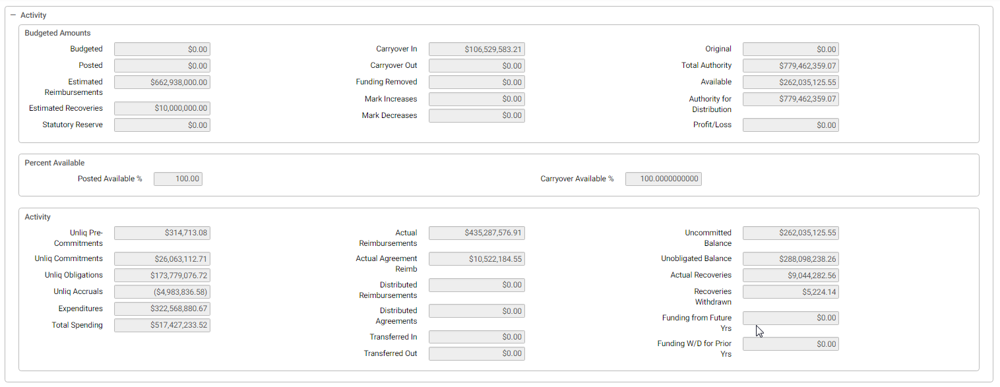 Activity
Budgeted Amounts
Budgeted $0.00 Carryover In $106,529,583.21 Original $0.00
Posted $0.00 Carryover Out $0.00 Total Authority $779,462,359.07
Estimated Reimbursements $662,938,000.00 Funding Removed $0.00 Available $262,035,125.55
Mark Increases $0.00 Authority for Distribution $779,462,359.07
Estimated Recoveries $10,000,000.00 Mark Decreases $0.00
Statutory Reserve $0.00 Profit/Loss $0.00
Percent Available
Posted Available % 100.00 Carryover Available % 100.0000000000
Activity
Unliq Pre-Commitments $314,713.08 Actual Reimbursements $435,287,576.91 Uncommitted Balance $262,035,125.55
Unliq Commitments $26,063,112.71 Actual Agreement Reimb $10,522,184.55 Unobligated Balance $288,098,238.26
Unliq Obligations $173,779,076.72 Actual Recoveries $9,044,282.56
Unliq Accruals ($4,983,836.58) Distributed Reimbursements $0.00 Recoveries Withdrawn $5,224.14
Expenditures $322,568,880.67 Distributed Agreements $0.00 Funding from Future Yrs $0.00
Total Spending $517,427,233.52 Transferred In $0.00 Funding W/D for Prior Yrs $0.00
Transferred Out $0.00